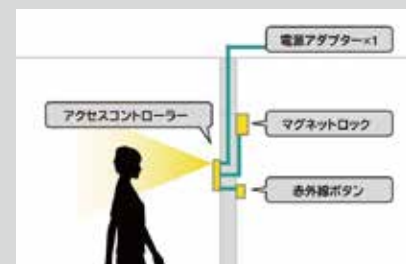 電源アダプター×1
アクセスコントローラー
マグネットロック
赤外線ボタン